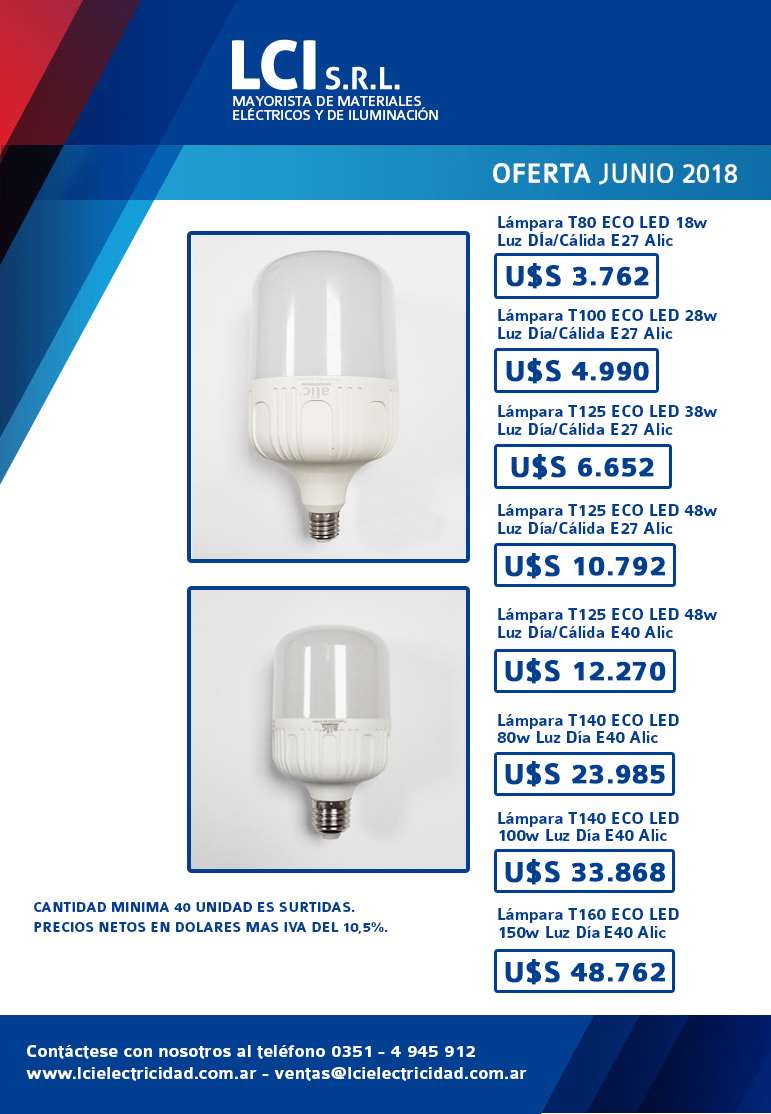 LCI S.R.L.
MAYORISTA DE MATERIALES
ELÉCTRICOS Y DE ILUMINACIÓN
OFERTA JUNIO 2018
Lámpara T80 ECO LED 18w
Luz Día/Cálida E27 Alic
U$S 3.762
Lámpara T100 ECO LED 28w
Luz Día/Cálida E27 Alic
U$S 4.990
Lámpara T125 ECO LED 38w
Luz Día/Cálida E27 Alic
U$S 6.652
Lámpara T125 ECO LED 48w
Luz Día/Cálida E27 Alic
U$S 10.792
Lámpara T125 ECO LED 48w
Luz Día/Cálida E40 Alic
U$S 12.270
Lámpara T140 ECO LED
80w Luz Día E40 Alic
U$S 23.985
Lámpara T140 ECO LED
100w Luz Día E40 Alic
U$S 33.868
Lámpara T160 ECO LED
150w Luz Día E40 Alic
U$S 48.762
alic
alic
CANTIDAD MINIMA 40 UNIDAD ES SURTIDAS.
PRECIOS NETOS EN DOLARES MAS IVA DEL 10,5%.
Contáctese con nosotros al teléfono 0351 - 4 945 912
www.lcielectricidad.com.ar - ventas@lcielectricidad.com.ar